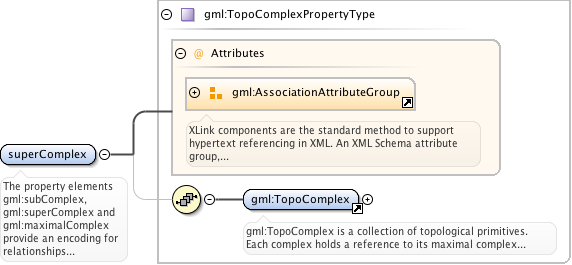 gml:TopoComplexPropertyType
@ Attributes
gml:AssociationAttributeGroup
XLink components are the standard method to support
hypertext referencing in XML. An XML Schema attribute
group,...
superComplex
The property elements
gml:subComplex,
gml:superComplex and
gml:maximalComplex
provide an encoding for
relationships...
gml:TopoComplex
gml:TopoComplex is a collection of topological primitives.
Each complex holds a reference to its maximal complex...